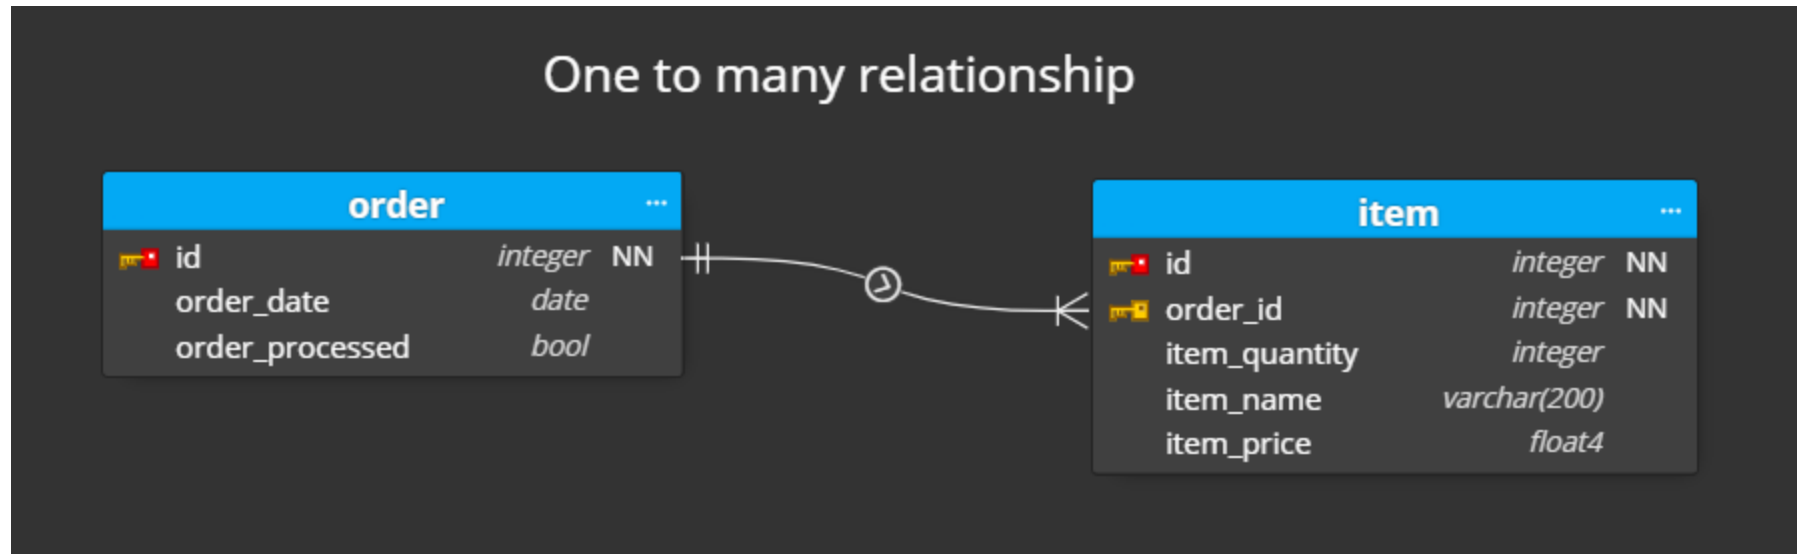 One to many relationship
order ...
id integer NN
order_date date
order_processed bool
item ...
id integer NN
order_id integer NN
item_quantity integer
item_name varchar(200)
item_price float4